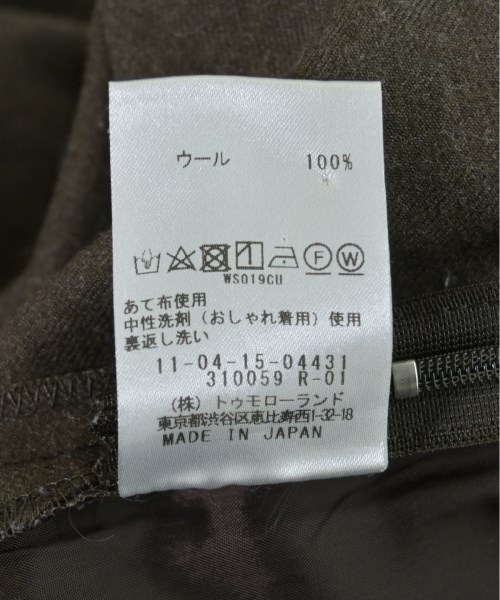 ウール 100%
WS019CU
あて布使用
中性洗剤（おしゃれ着用）使用
裏返し洗い
11-04-15-04431
310059 R-01
（株）トゥモローランド
東京都渋谷区恵比寿西1-32-18
MADE IN JAPAN